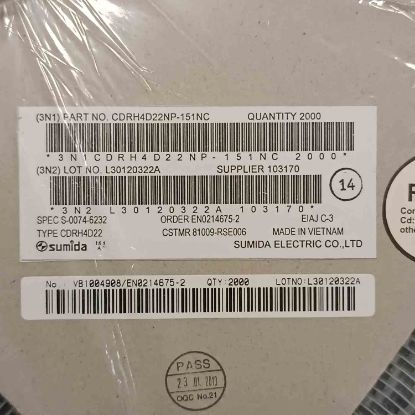 (3N1) PART NO. CDRH4D22NP-151NC QUANTITY 2000
*3N1CDRH4D22NP-151NC 2000*
(3N2) LOT NO. L30120322A SUPPLIER 103170
*3N2 L30120322A 103170*
14
SPEC S-0074-6232 ORDER EN0214675-2 EIAJ C-3
TYPE CDRH4D22 CSTMR 81009-RSE006 MADE IN VIETNAM
sumida SUMIDA ELECTRIC CO.,LTD
No. VB1004908/EN0214675-2 QTY:2000 LOTNO:L30120322A
PASS
OQC No.21
Cd:
othe